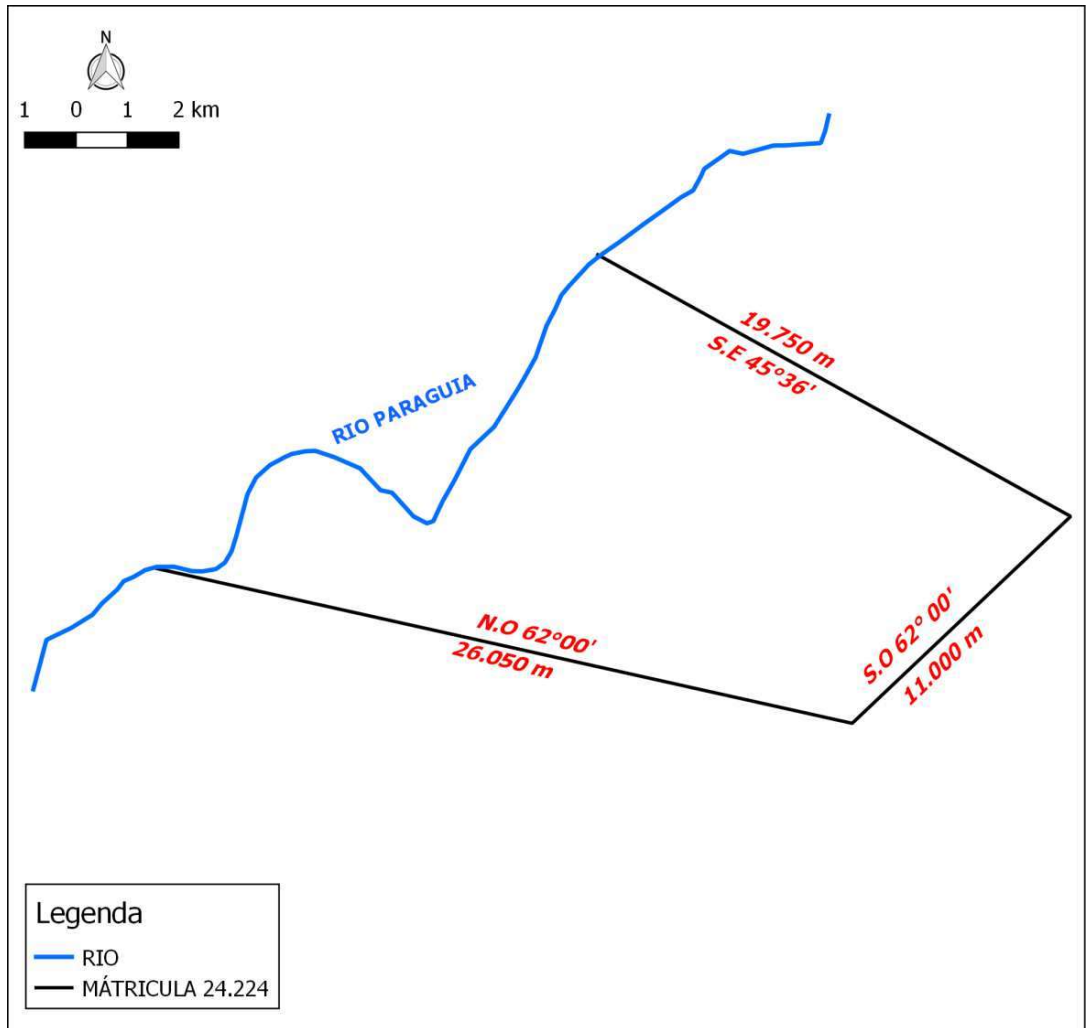 N
1 0 1 2 km
19.750 m
S.E 45°36'
RIO PARAGUIA
N.O 62°00'
26.050 m
S.O 62° 00'
11.000 m
Legenda
RIO
MÁTRICULA 24.224